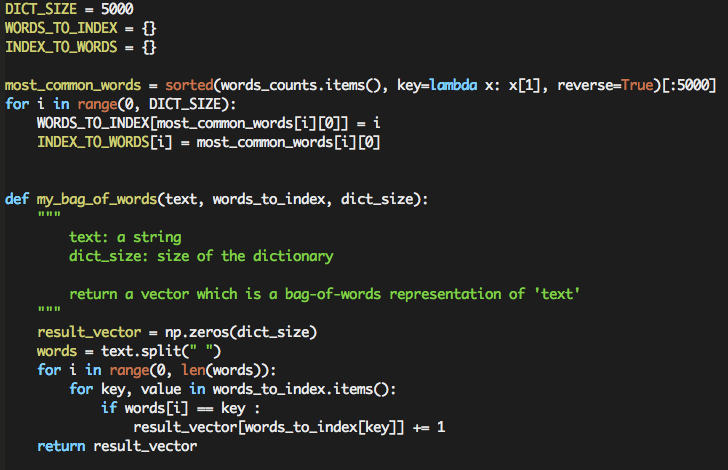 DICT_SIZE = 5000
WORDS_TO_INDEX = {}
INDEX_TO_WORDS = {}

most_common_words = sorted(words_counts.items(), key=lambda x: x[1], reverse=True)[:5000]
for i in range(0, DICT_SIZE):
    WORDS_TO_INDEX[most_common_words[i][0]] = i
    INDEX_TO_WORDS[i] = most_common_words[i][0]


def my_bag_of_words(text, words_to_index, dict_size):
    """
        text: a string
        dict_size: size of the dictionary

        return a vector which is a bag-of-words representation of 'text'
    """
    result_vector = np.zeros(dict_size)
    words = text.split(" ")
    for i in range(0, len(words)):
        for key, value in words_to_index.items():
            if words[i] == key :
                result_vector[words_to_index[key]] += 1
    return result_vector